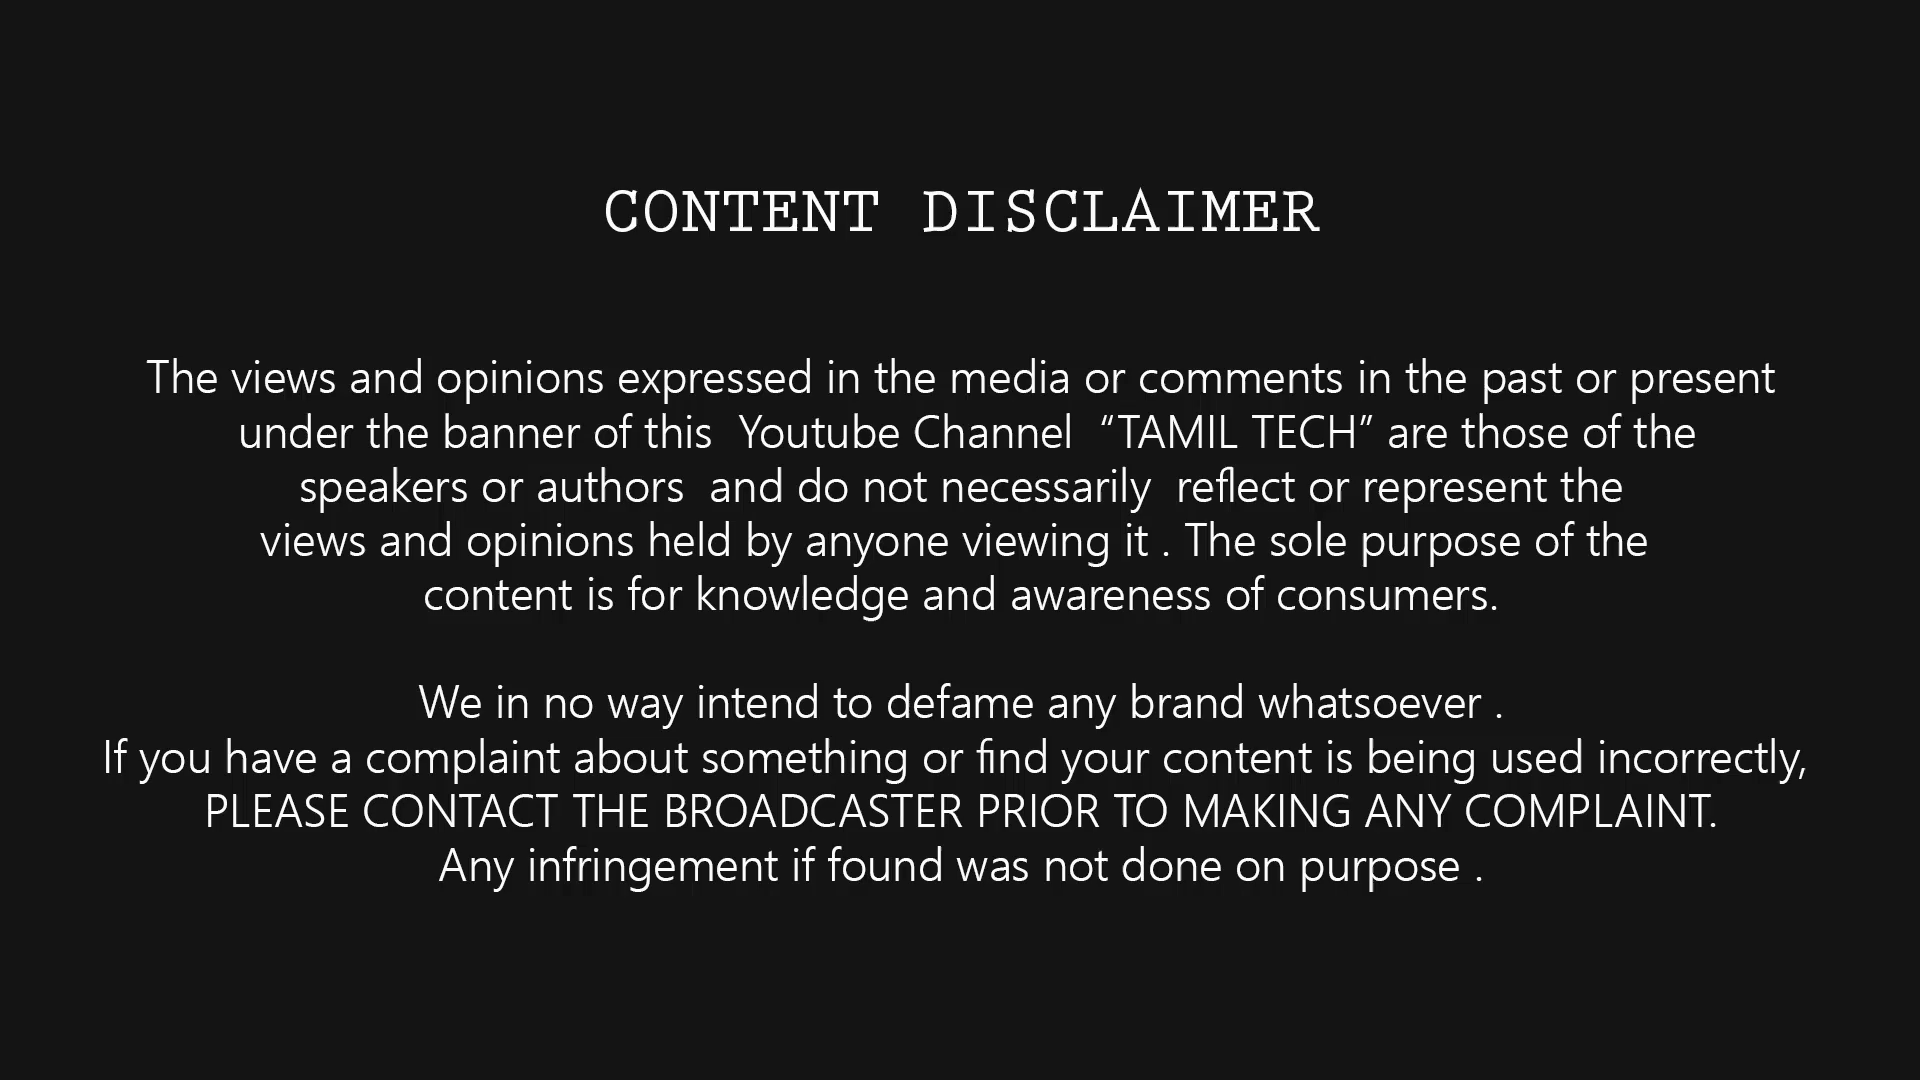 CONTENT DISCLAIMER
The views and opinions expressed in the media or comments in the past or present
under the banner of this  Youtube Channel  “TAMIL TECH” are those of the
speakers or authors  and do not necessarily  reflect or represent the
views and opinions held by anyone viewing it . The sole purpose of the
content is for knowledge and awareness of consumers.
We in no way intend to defame any brand whatsoever .
If you have a complaint about something or find your content is being used incorrectly,
PLEASE CONTACT THE BROADCASTER PRIOR TO MAKING ANY COMPLAINT.
Any infringement if found was not done on purpose .